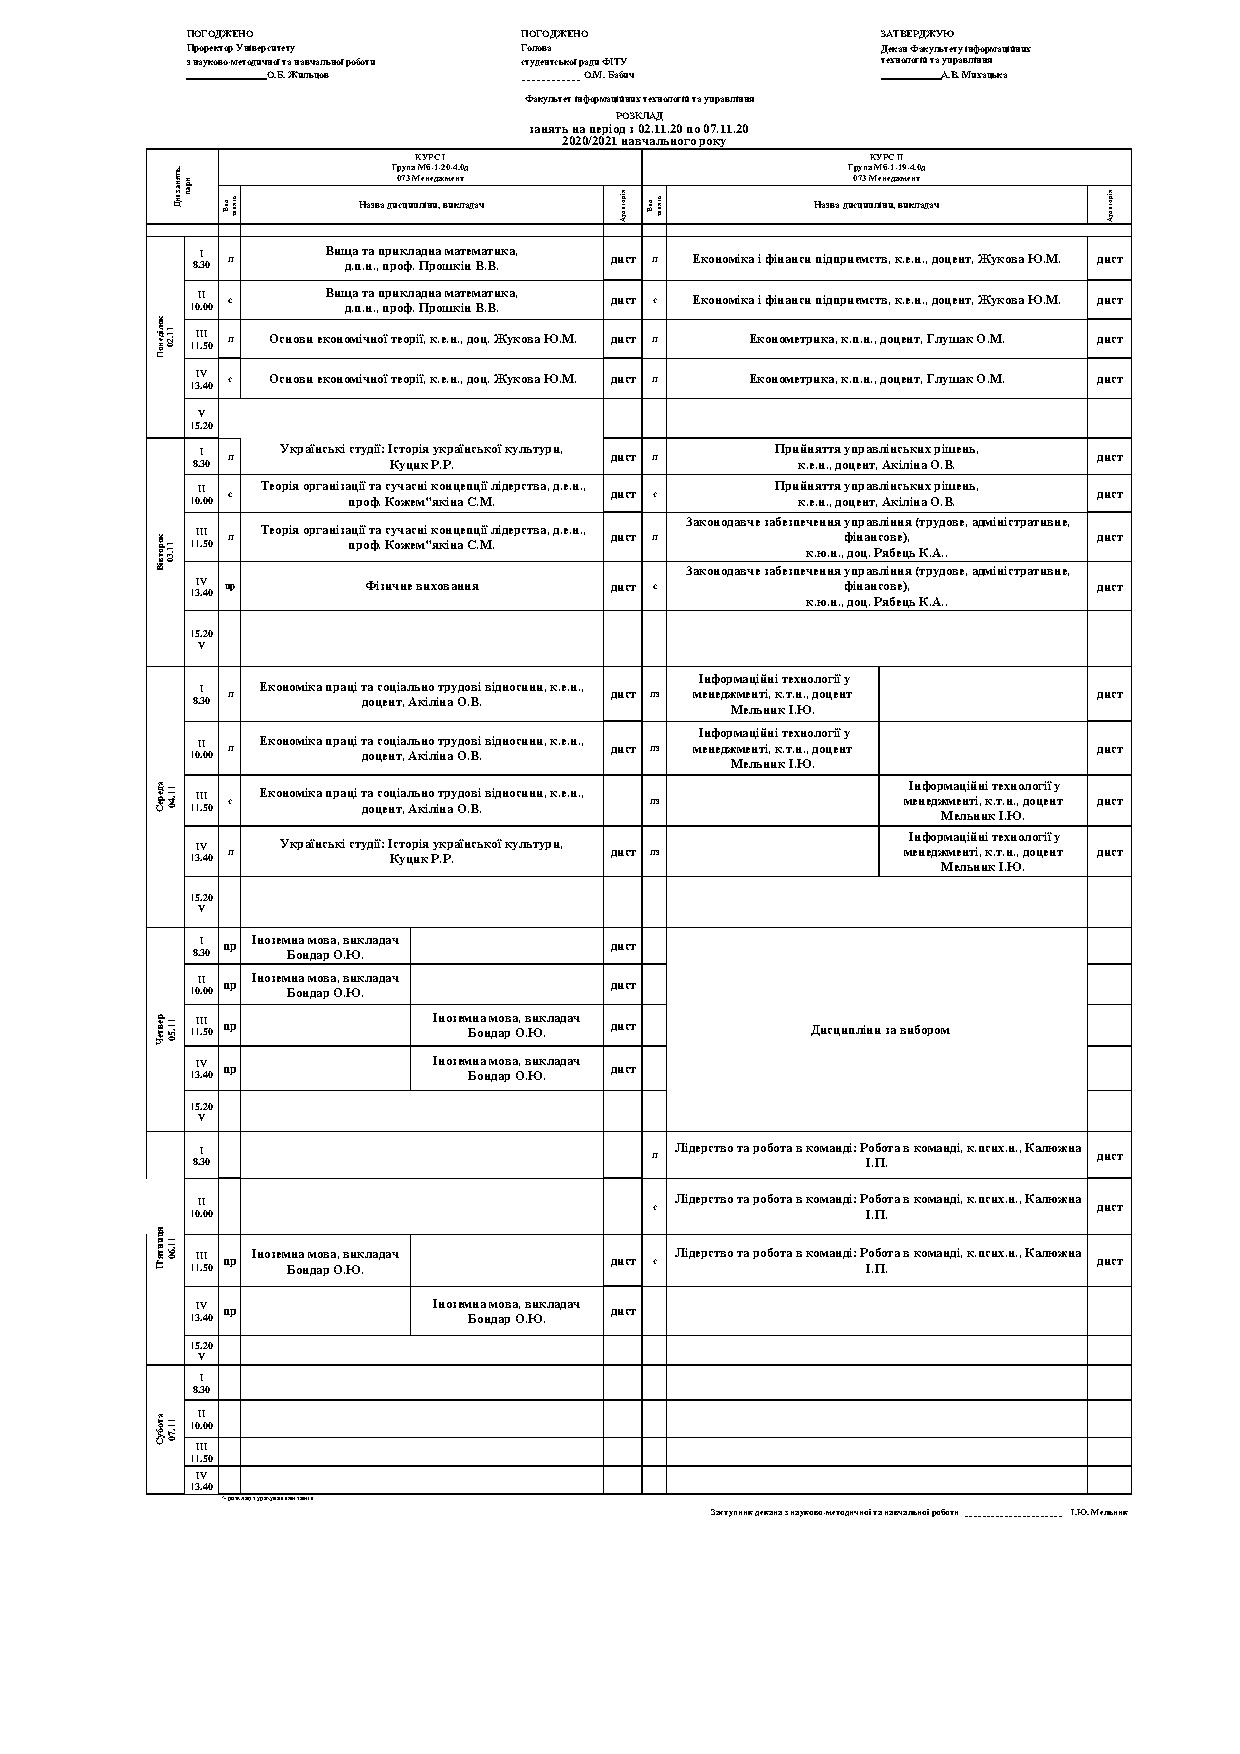 ПОГОДЖЕНО
Проректор Університету
з науково-методичної та навчальної роботи
О.Б. Жильцов
ПОГОДЖЕНО
Голова
студентської ради ФІТУ
____________ О.М. Бабич
ЗАТВЕРДЖУЮ
Декан Факультету інформаційних
технологій та управління
А.В. Михацька
Факультет інформаційних технологій та управління
РОЗКЛАД
занять на період з 02.11.20 по 07.11.20
2020/2021 навчального року
Дні занять,
пари
КУРС І
Група Мб-1-20-4.0д
073 Менеджмент
КУРС ІІ
Група Мб-1-19-4.0д
073 Менеджмент
Вид
занять
Назва дисципліни, викладач
Аудиторія
Вид
занять
Назва дисципліни, викладач
Аудиторія
Понеділок
02.11
I
8.30
л
Вища та прикладна математика,
д.п.н., проф. Прошкін В.В.
дист
л
Економіка і фінанси підприємств, к.е.н., доцент, Жукова Ю.М.
дист
II
10.00
с
Вища та прикладна математика,
д.п.н., проф. Прошкін В.В.
дист
с
Економіка і фінанси підприємств, к.е.н., доцент, Жукова Ю.М.
дист
III
11.50
л
Основи економічної теорії, к.е.н., доц. Жукова Ю.М.
дист
л
Економетрика, к.п.н., доцент, Глушак О.М.
дист
IV
13.40
с
Основи економічної теорії, к.е.н., доц. Жукова Ю.М.
дист
л
Економетрика, к.п.н., доцент, Глушак О.М.
дист
V
15.20
Вівторок
03.11
I
8.30
л
Українські студії: Історія української культури,
Куцик Р.Р.
дист
л
Прийняття управлінських рішень,
к.е.н., доцент, Акіліна О.В.
дист
II
10.00
с
Теорія організації та сучасні концепції лідерства, д.е.н.,
проф. Кожем"якіна С.М.
дист
с
Прийняття управлінських рішень,
к.е.н., доцент, Акіліна О.В.
дист
III
11.50
л
Теорія організації та сучасні концепції лідерства, д.е.н.,
проф. Кожем"якіна С.М.
дист
л
Законодавче забезпечення управління (трудове, адміністративне,
фінансове),
к.ю.н., доц. Рябець К.А..
дист
IV
13.40
пр
Фізичне виховання
дист
с
Законодавче забезпечення управління (трудове, адміністративне,
фінансове),
к.ю.н., доц. Рябець К.А..
дист
15.20
V
Середа
04.11
I
8.30
л
Економіка праці та соціально трудові відносини, к.е.н.,
доцент, Акіліна О.В.
дист
пз
Інформаційні технології у
менеджменті, к.т.н., доцент
Мельник І.Ю.
дист
II
10.00
л
Економіка праці та соціально трудові відносини, к.е.н.,
доцент, Акіліна О.В.
дист
пз
Інформаційні технології у
менеджменті, к.т.н., доцент
Мельник І.Ю.
дист
III
11.50
с
Економіка праці та соціально трудові відносини, к.е.н.,
доцент, Акіліна О.В.
дист
пз
Інформаційні технології у
менеджменті, к.т.н., доцент
Мельник І.Ю.
дист
IV
13.40
л
Українські студії: Історія української культури,
Куцик Р.Р.
дист
пз
Інформаційні технології у
менеджменті, к.т.н., доцент
Мельник І.Ю.
дист
15.20
V
Четвер
05.11
I
8.30
пр
Іноземна мова, викладач
Бондар О.Ю.
дист
II
10.00
пр
Іноземна мова, викладач
Бондар О.Ю.
дист
III
11.50
пр
Іноземна мова, викладач
Бондар О.Ю.
дист
Дисципліни за вибором
IV
13.40
пр
Іноземна мова, викладач
Бондар О.Ю.
дист
15.20
V
П'ятниця
06.11
I
8.30
л
Лідерство та робота в команді: Робота в команді, к.псих.н., Калюжна
І.П.
дист
II
10.00
с
Лідерство та робота в команді: Робота в команді, к.псих.н., Калюжна
І.П.
дист
III
11.50
пр
Іноземна мова, викладач
Бондар О.Ю.
дист
с
Лідерство та робота в команді: Робота в команді, к.псих.н., Калюжна
І.П.
дист
IV
13.40
пр
Іноземна мова, викладач
Бондар О.Ю.
дист
15.20
V
Субота
07.11
I
8.30
II
10.00
III
11.50
IV
13.40
Заступник декана з науково-методичної та навчальної роботи ______________________ І.Ю. Мельник